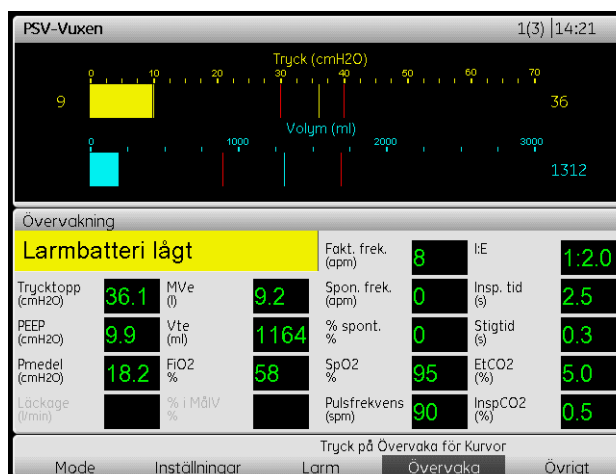 PSV-Vuxen 1(3) |14:21
Tryck (cmH2O)
0 10 20 30 40 50 60 70
9 36
Volym (ml)
0 1000 2000 3000
1312
Övervakning
Larmbatteri lågt
Fakt. frek. (apm) 8
I:E 1:2.0
Trycktopp (cmH2O) 36.1
MVe (l) 9.2
Spon. frek. (apm) 0
Insp. tid (s) 2.5
PEEP (cmH2O) 9.9
Vte (ml) 1164
% spont. % 0
Stigtid (s) 0.3
Pmedel (cmH2O) 18.2
FiO2 % 58
SpO2 % 95
EtCO2 (%) 5.0
Läckage (l/min)
% i MålV %
Pulsfrekvens (spm) 90
InspCO2 (%) 0.5
Tryck på Övervaka för Kurvor
Mode Inställningar Larm Övervaka Övrigt